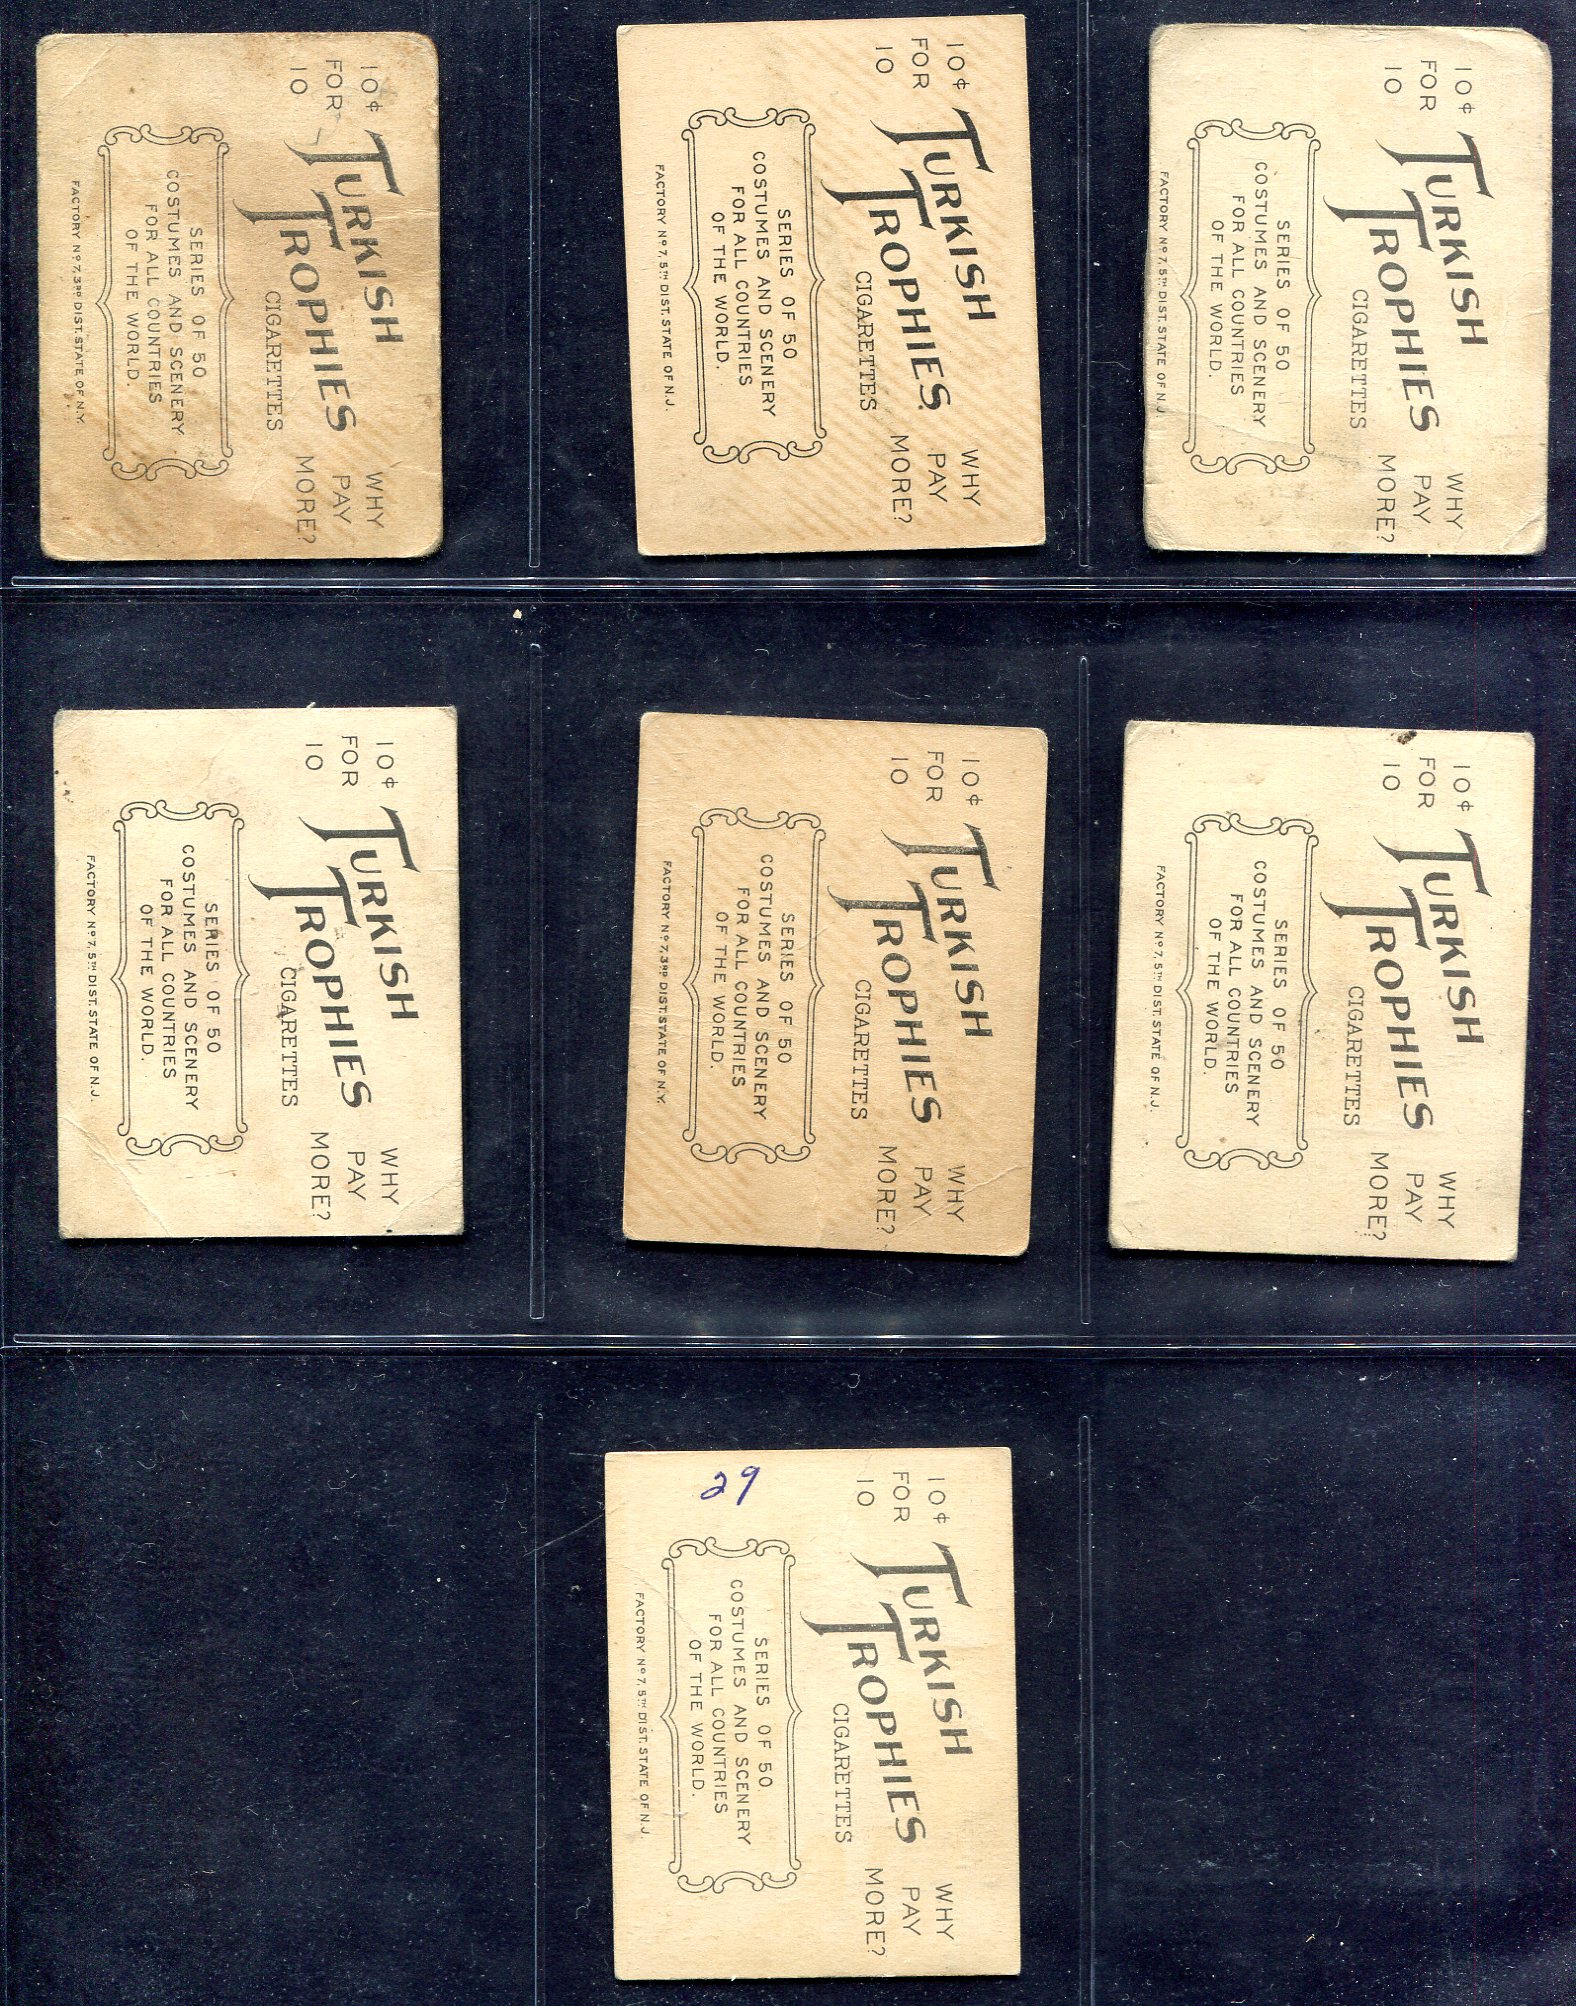 10¢
FOR
10
TURKISH
TROPHIES
CIGARETTES
WHY
PAY
MORE?
SERIES OF 50
COSTUMES AND SCENERY
FOR ALL COUNTRIES
OF THE WORLD.
FACTORY Nº 7, 3RD DIST. STATE OF N.Y.
10¢
FOR
10
TURKISH
TROPHIES
CIGARETTES
WHY
PAY
MORE?
SERIES OF 50
COSTUMES AND SCENERY
FOR ALL COUNTRIES
OF THE WORLD.
FACTORY Nº 7, 5TH DIST. STATE OF N.J.
10¢
FOR
10
TURKISH
TROPHIES
CIGARETTES
WHY
PAY
MORE?
SERIES OF 50
COSTUMES AND SCENERY
FOR ALL COUNTRIES
OF THE WORLD.
FACTORY Nº 7, 5TH DIST. STATE OF N.J.
10¢
FOR
10
TURKISH
TROPHIES
CIGARETTES
WHY
PAY
MORE?
SERIES OF 50
COSTUMES AND SCENERY
FOR ALL COUNTRIES
OF THE WORLD.
FACTORY Nº 7, 5TH DIST. STATE OF N.J.
10¢
FOR
10
TURKISH
TROPHIES
CIGARETTES
WHY
PAY
MORE?
SERIES OF 50
COSTUMES AND SCENERY
FOR ALL COUNTRIES
OF THE WORLD.
FACTORY Nº 7, 3RD DIST. STATE OF N.Y.
10¢
FOR
10
TURKISH
TROPHIES
CIGARETTES
WHY
PAY
MORE?
SERIES OF 50
COSTUMES AND SCENERY
FOR ALL COUNTRIES
OF THE WORLD.
FACTORY Nº 7, 5TH DIST. STATE OF N.J.
10¢
FOR
10
TURKISH
TROPHIES
CIGARETTES
WHY
PAY
MORE?
SERIES OF 50
COSTUMES AND SCENERY
FOR ALL COUNTRIES
OF THE WORLD.
FACTORY Nº 7, 5TH DIST. STATE OF N.J.
29